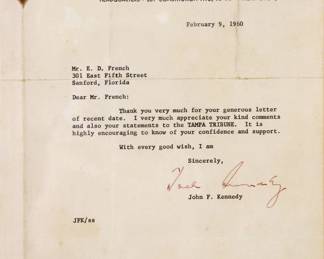 February 9, 1960
Mr. E. D. French
301 East Fifth Street
Sanford, Florida
Dear Mr. French:
Thank you very much for your generous letter
of recent date. I very much appreciate your kind comments
and also your statements to the TAMPA TRIBUNE. It is
highly encouraging to know of your confidence and support.
With every good wish, I am
Sincerely,
John F. Kennedy
JFK/as